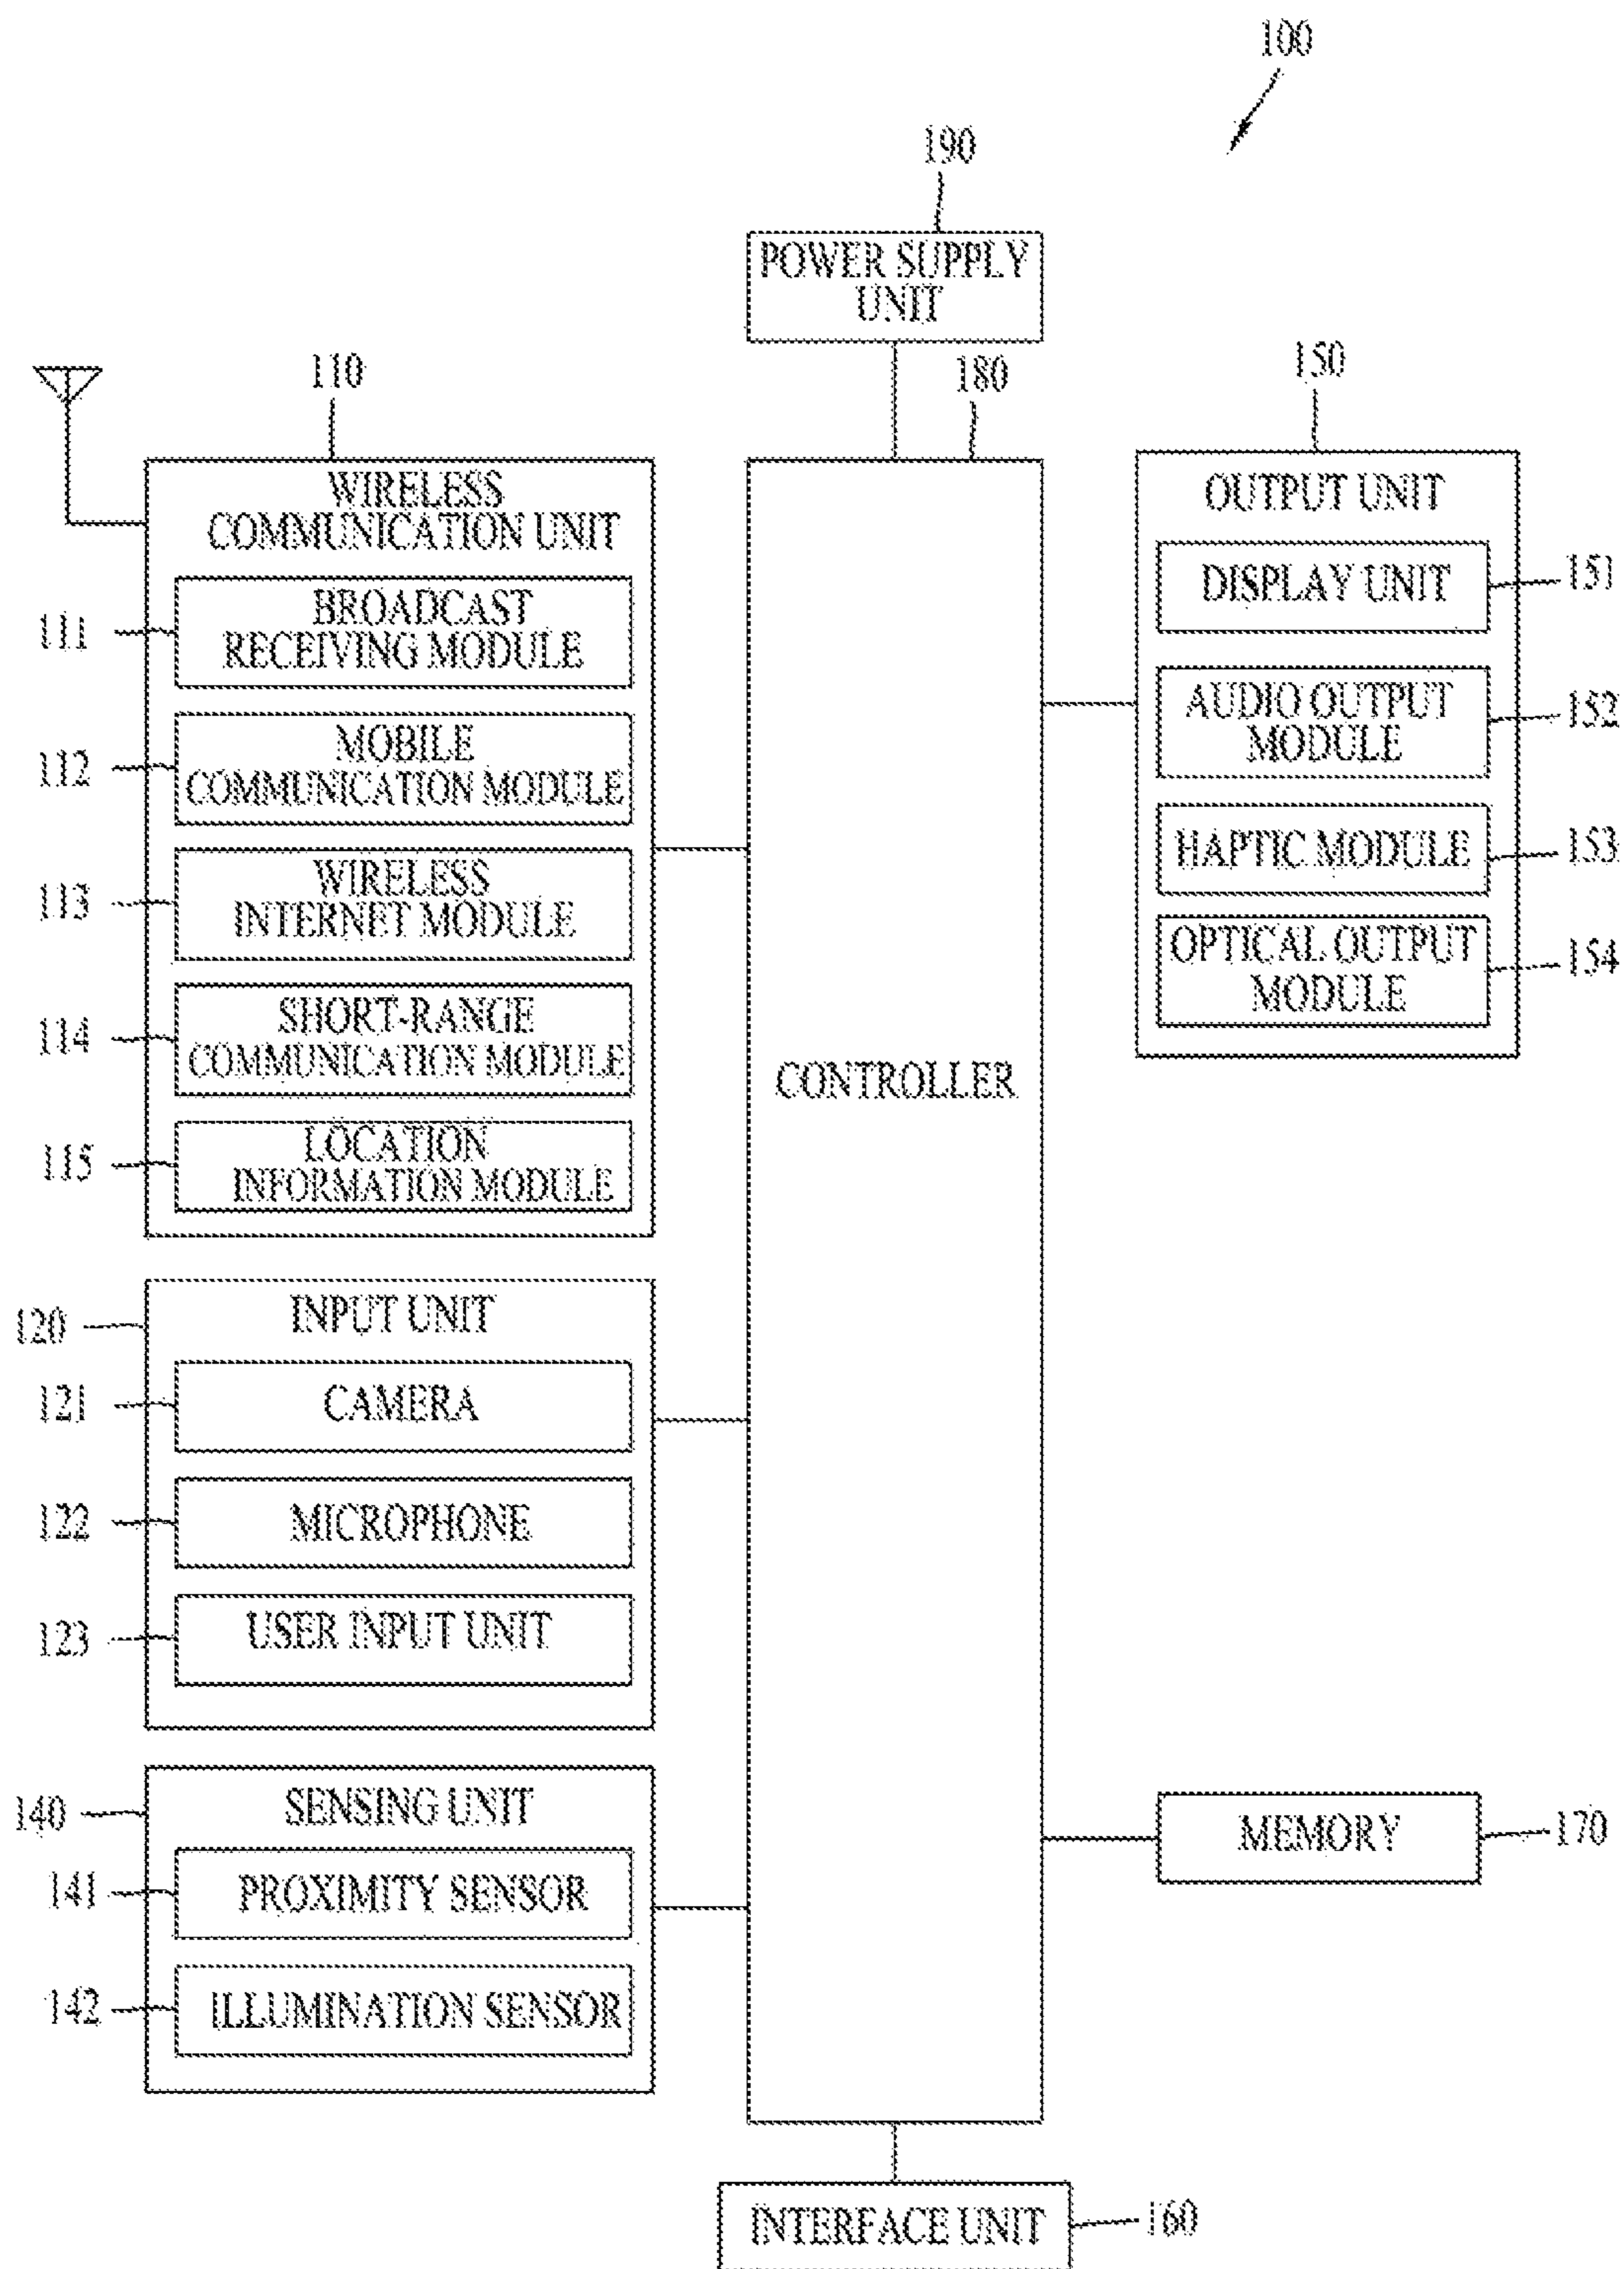 100
190
POWER SUPPLY
UNIT
110
180
150
WIRELESS
COMMUNICATION UNIT
111
BROADCAST
RECEIVING MODULE
112
MOBILE
COMMUNICATION MODULE
113
WIRELESS
INTERNET MODULE
114
SHORT-RANGE
COMMUNICATION MODULE
115
LOCATION
INFORMATION MODULE
120
INPUT UNIT
121
CAMERA
122
MICROPHONE
123
USER INPUT UNIT
140
SENSING UNIT
141
PROXIMITY SENSOR
142
ILLUMINATION SENSOR
CONTROLLER
OUTPUT UNIT
DISPLAY UNIT
151
AUDIO OUTPUT
MODULE
152
HAPTIC MODULE
153
OPTICAL OUTPUT
MODULE
154
MEMORY
170
INTERFACE UNIT
160